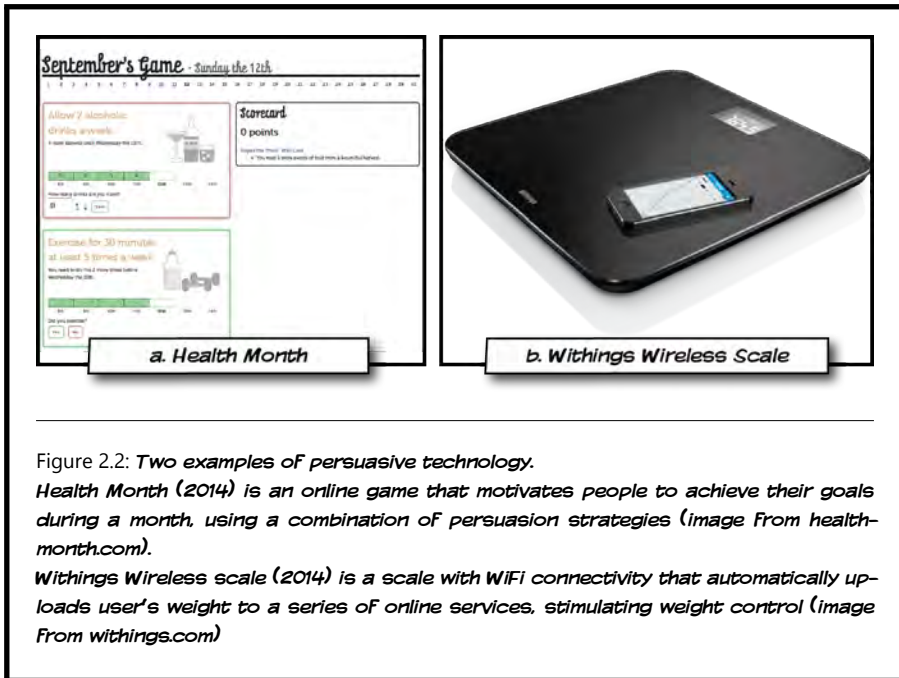 September's Game - Sunday the 12th
Allow 7 alcoholic
drinks a week.
Scorecard
0 points
Exercise for 30 minutes
at least 5 times a week.
Did you exercise?
a. Health Month
b. Withings Wireless Scale
Figure 2.2: Two examples of persuasive technology.
Health Month (2014) is an online game that motivates people to achieve their goals
during a month, using a combination of persuasion strategies (image from health-
month.com).
Withings Wireless scale (2014) is a scale with WiFi connectivity that automatically up-
loads user's weight to a series of online services, stimulating weight control (image
from withings.com)